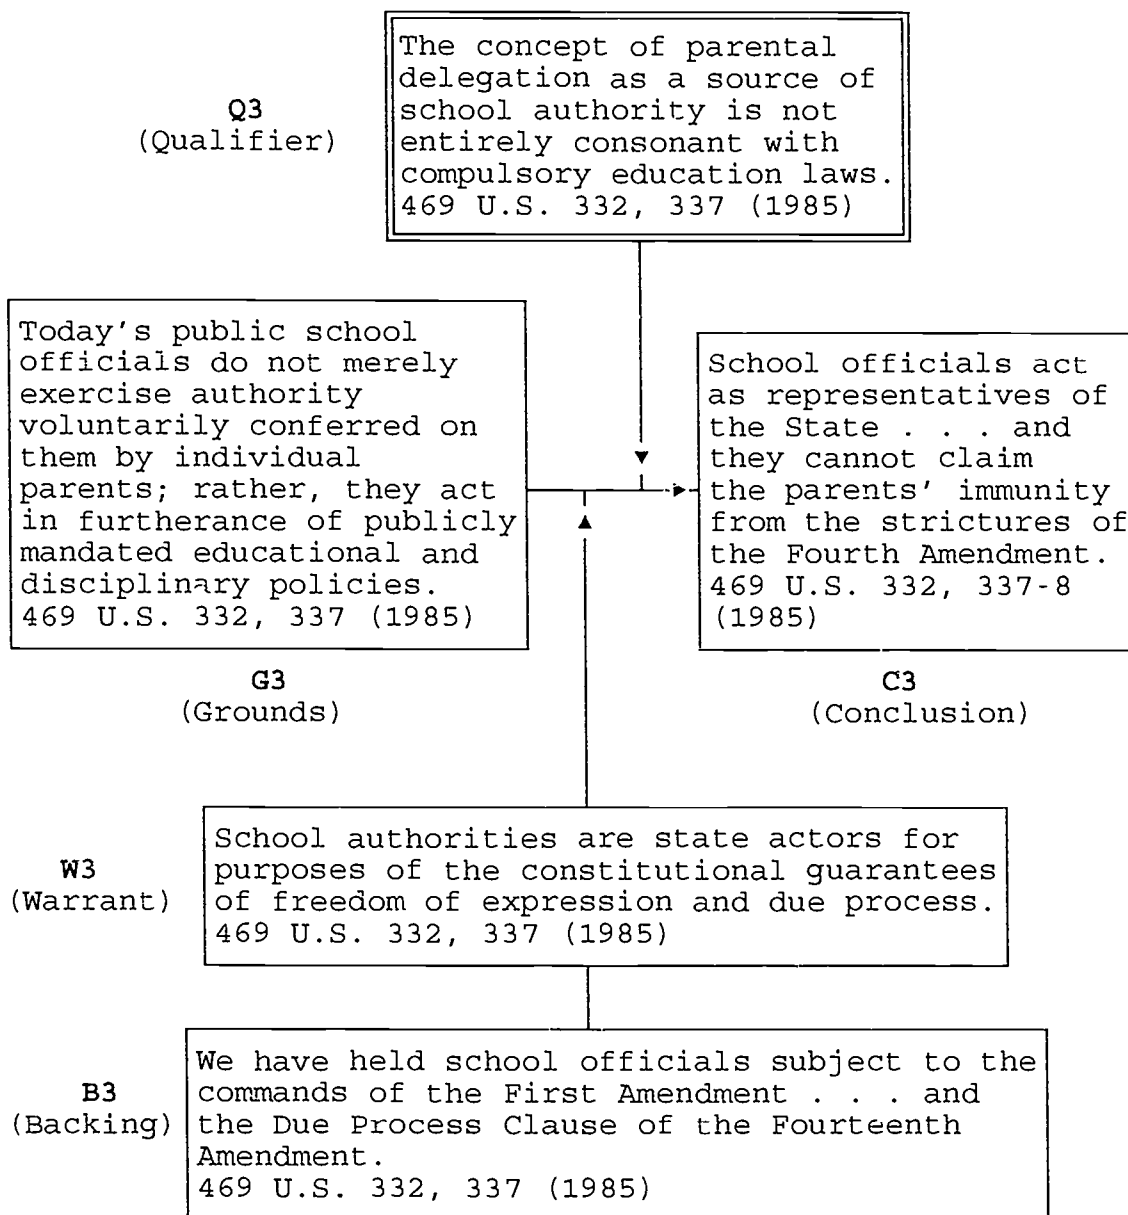 The concept of parental
delegation as a source of
school authority is not
entirely consonant with
compulsory education laws.
469 U.S. 332, 337 (1985)
Q3
(Qualifier)
Today's public school
officials do not merely
exercise authority
voluntarily conferred on
them by individual
parents; rather, they act
in furtherance of publicly
mandated educational and
disciplinary policies.
469 U.S. 332, 337 (1985)
G3
(Grounds)
School officials act
as representatives of
the State . . . and
they cannot claim
the parents' immunity
from the strictures of
the Fourth Amendment.
469 U.S. 332, 337-8
(1985)
C3
(Conclusion)
W3
(Warrant)
School authorities are state actors for
purposes of the constitutional guarantees
of freedom of expression and due process.
469 U.S. 332, 337 (1985)
B3
(Backing)
We have held school officials subject to the
commands of the First Amendment . . . and
the Due Process Clause of the Fourteenth
Amendment.
469 U.S. 332, 337 (1985)